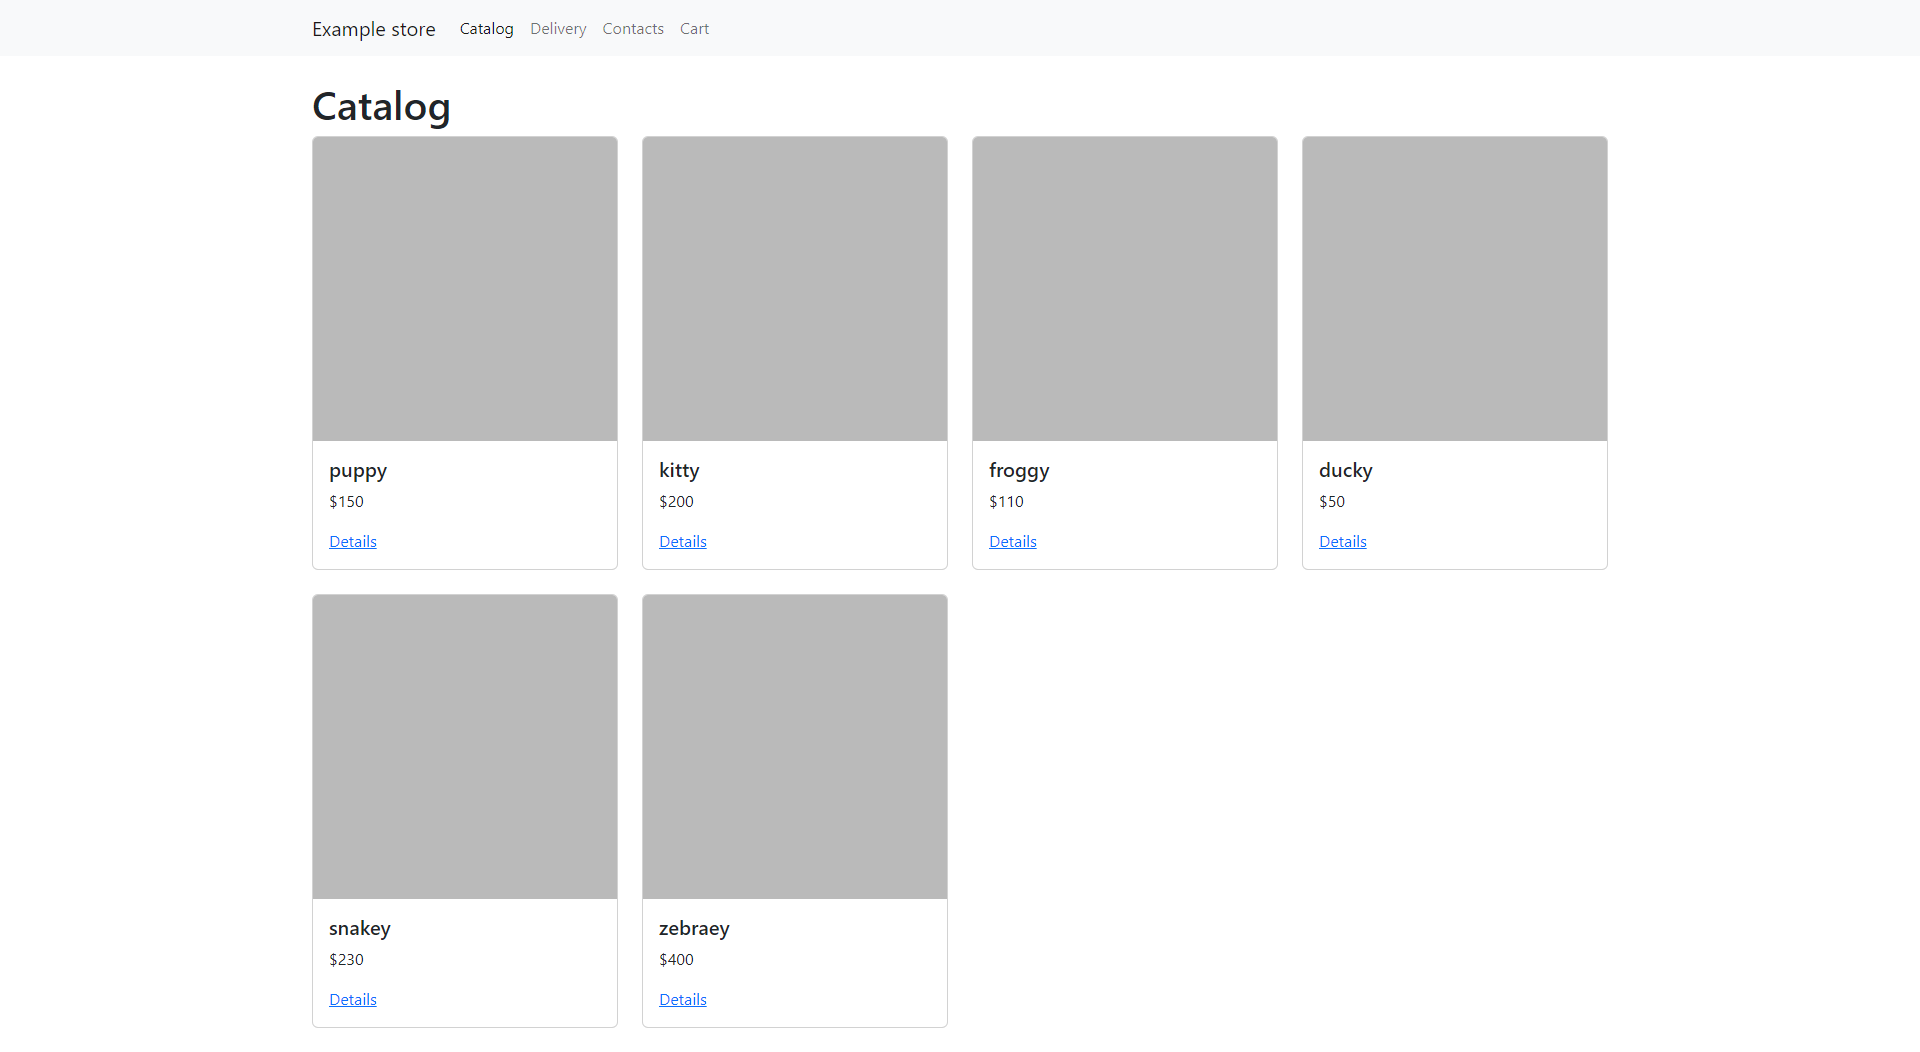 Example store Catalog Delivery Contacts Cart
Catalog
puppy
$150
Details
kitty
$200
Details
froggy
$110
Details
ducky
$50
Details
snakey
$230
Details
zebraey
$400
Details